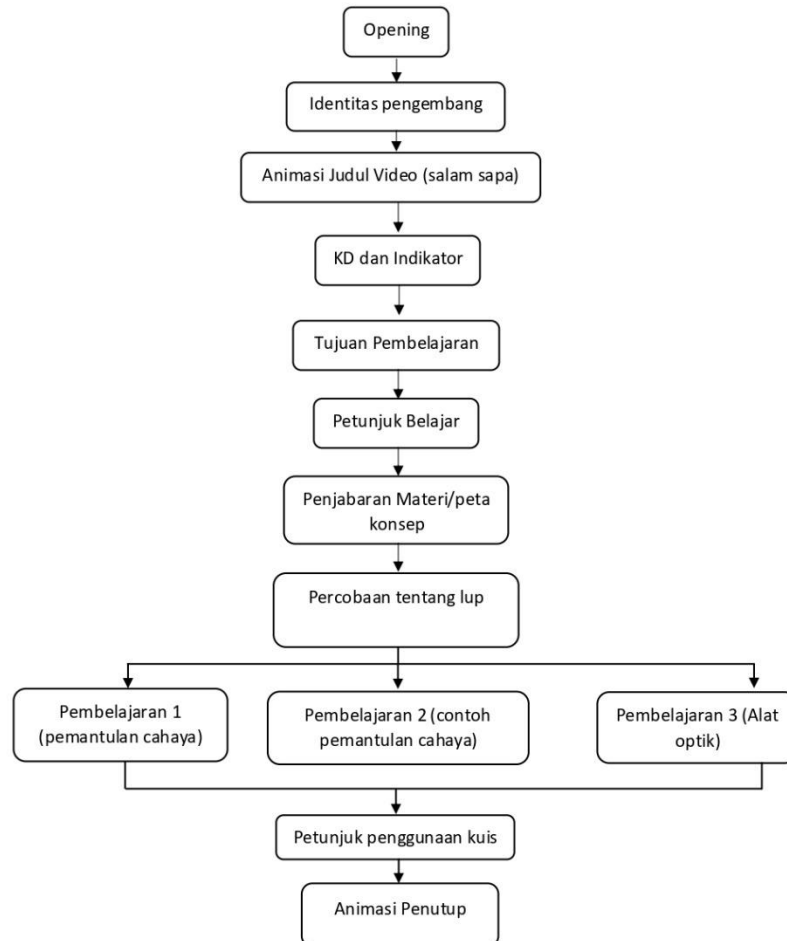 Opening
Identitas pengembang
Animasi Judul Video (salam sapa)
KD dan Indikator
Tujuan Pembelajaran
Petunjuk Belajar
Penjabaran Materi/peta
konsep
Percobaan tentang lup
Pembelajaran 1
(pemantulan cahaya)
Pembelajaran 2 (contoh
pemantulan cahaya)
Pembelajaran 3 (Alat
optik)
Petunjuk penggunaan kuis
Animasi Penutup